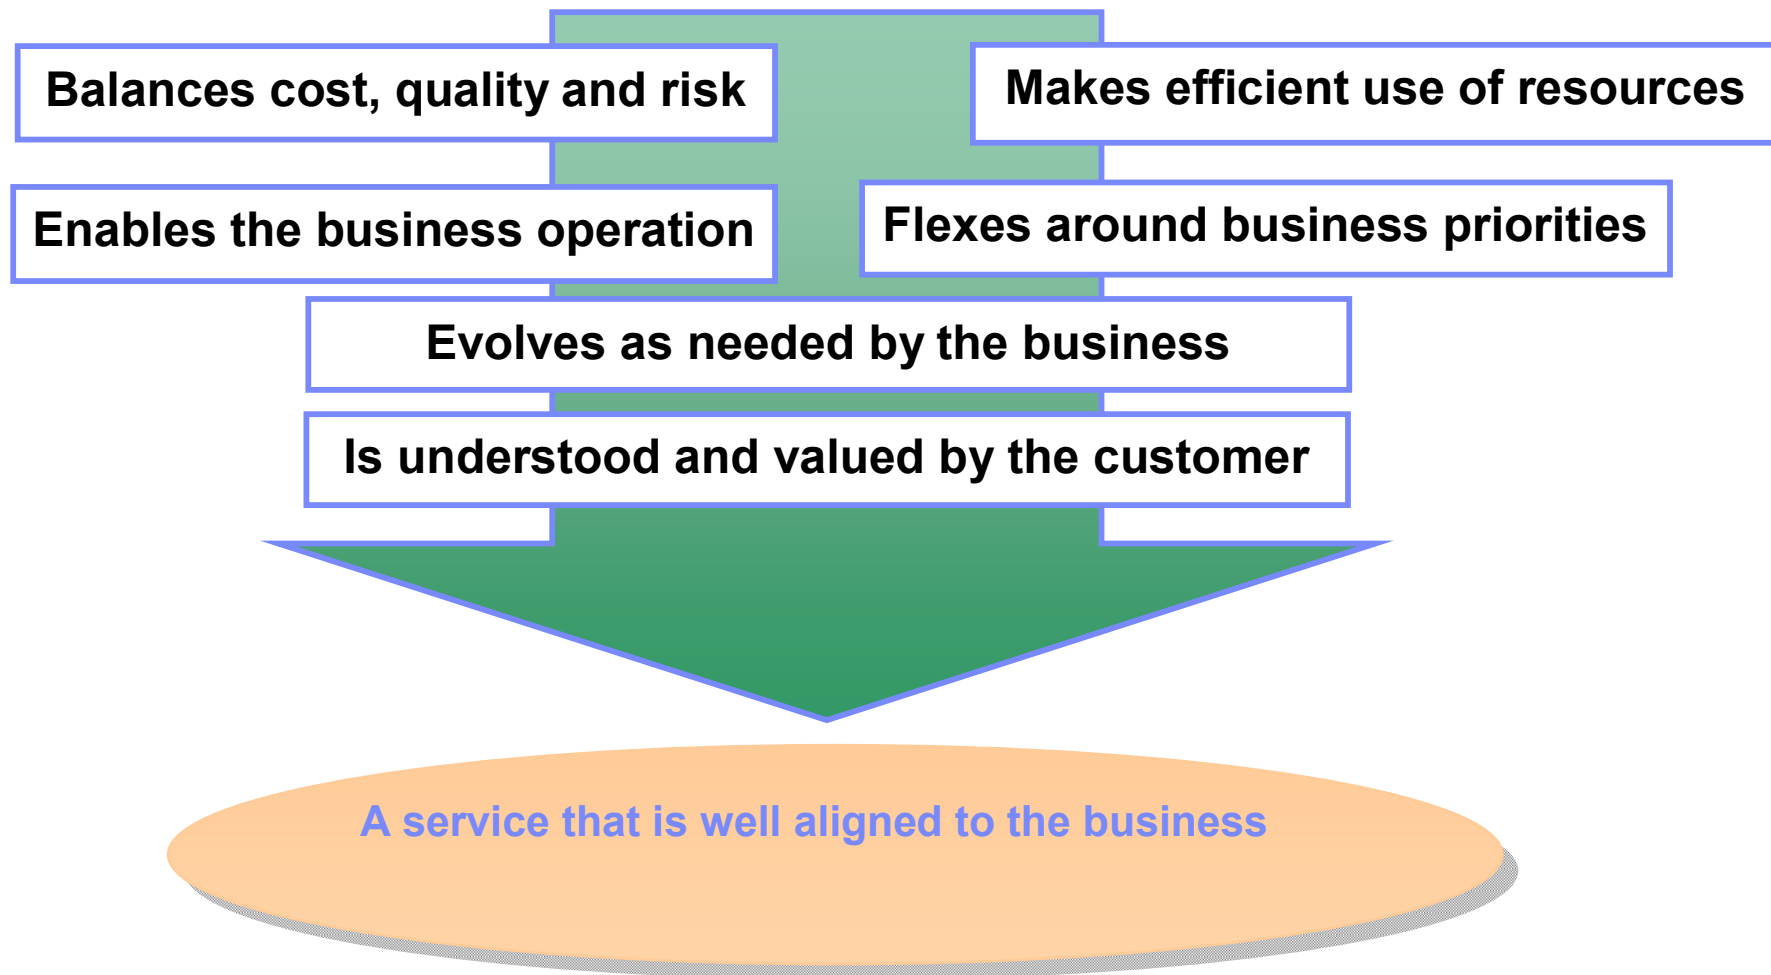 Balances cost, quality and risk
Makes efficient use of resources
Enables the business operation
Flexes around business priorities
Evolves as needed by the business
Is understood and valued by the customer
A service that is well aligned to the business